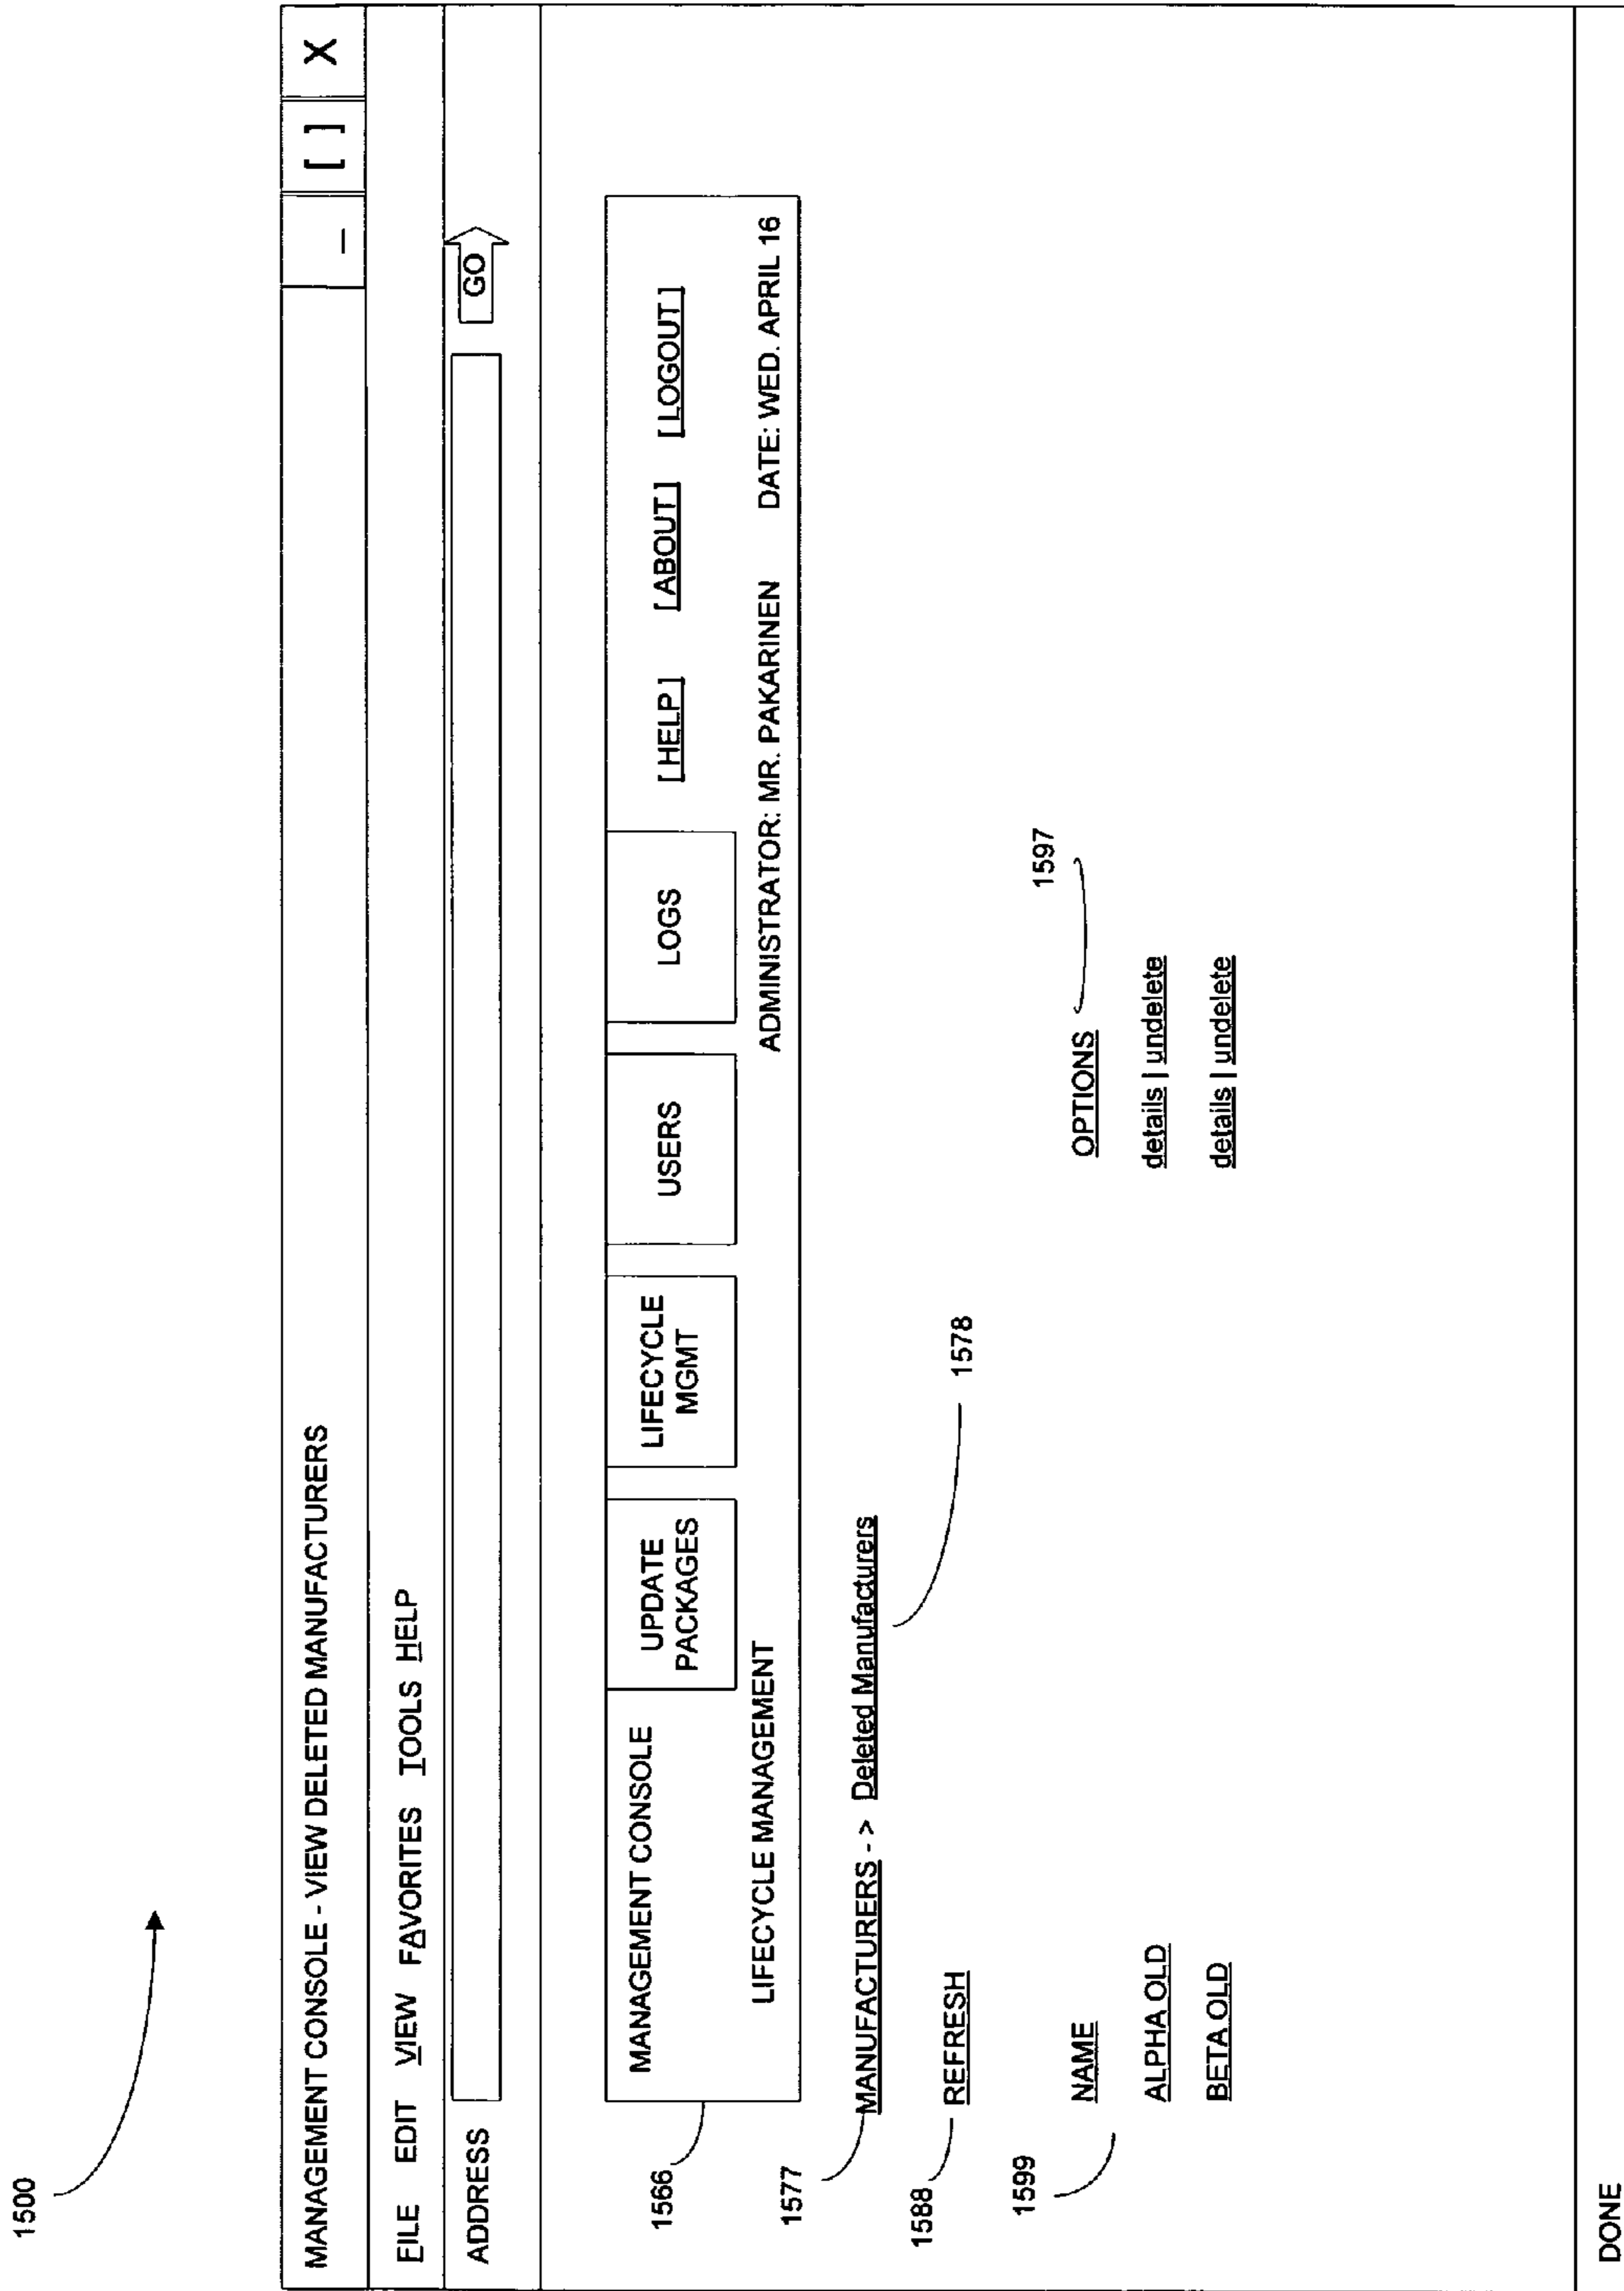 1500
MANAGEMENT CONSOLE - VIEW DELETED MANUFACTURERS _ [ ] X
FILE EDIT VIEW FAVORITES TOOLS HELP
ADDRESS GO
MANAGEMENT CONSOLE
UPDATE
PACKAGES
LIFECYCLE
MGMT
USERS
LOGS
[HELP] [ABOUT] [LOGOUT]
LIFECYCLE MANAGEMENT ADMINISTRATOR: MR. PAKARINEN DATE: WED. APRIL 16
1566
1577
MANUFACTURERS - > Deleted Manufacturers
1578
1588
REFRESH
1599
1597
NAME OPTIONS
ALPHA OLD details | undelete
BETA OLD details | undelete
DONE